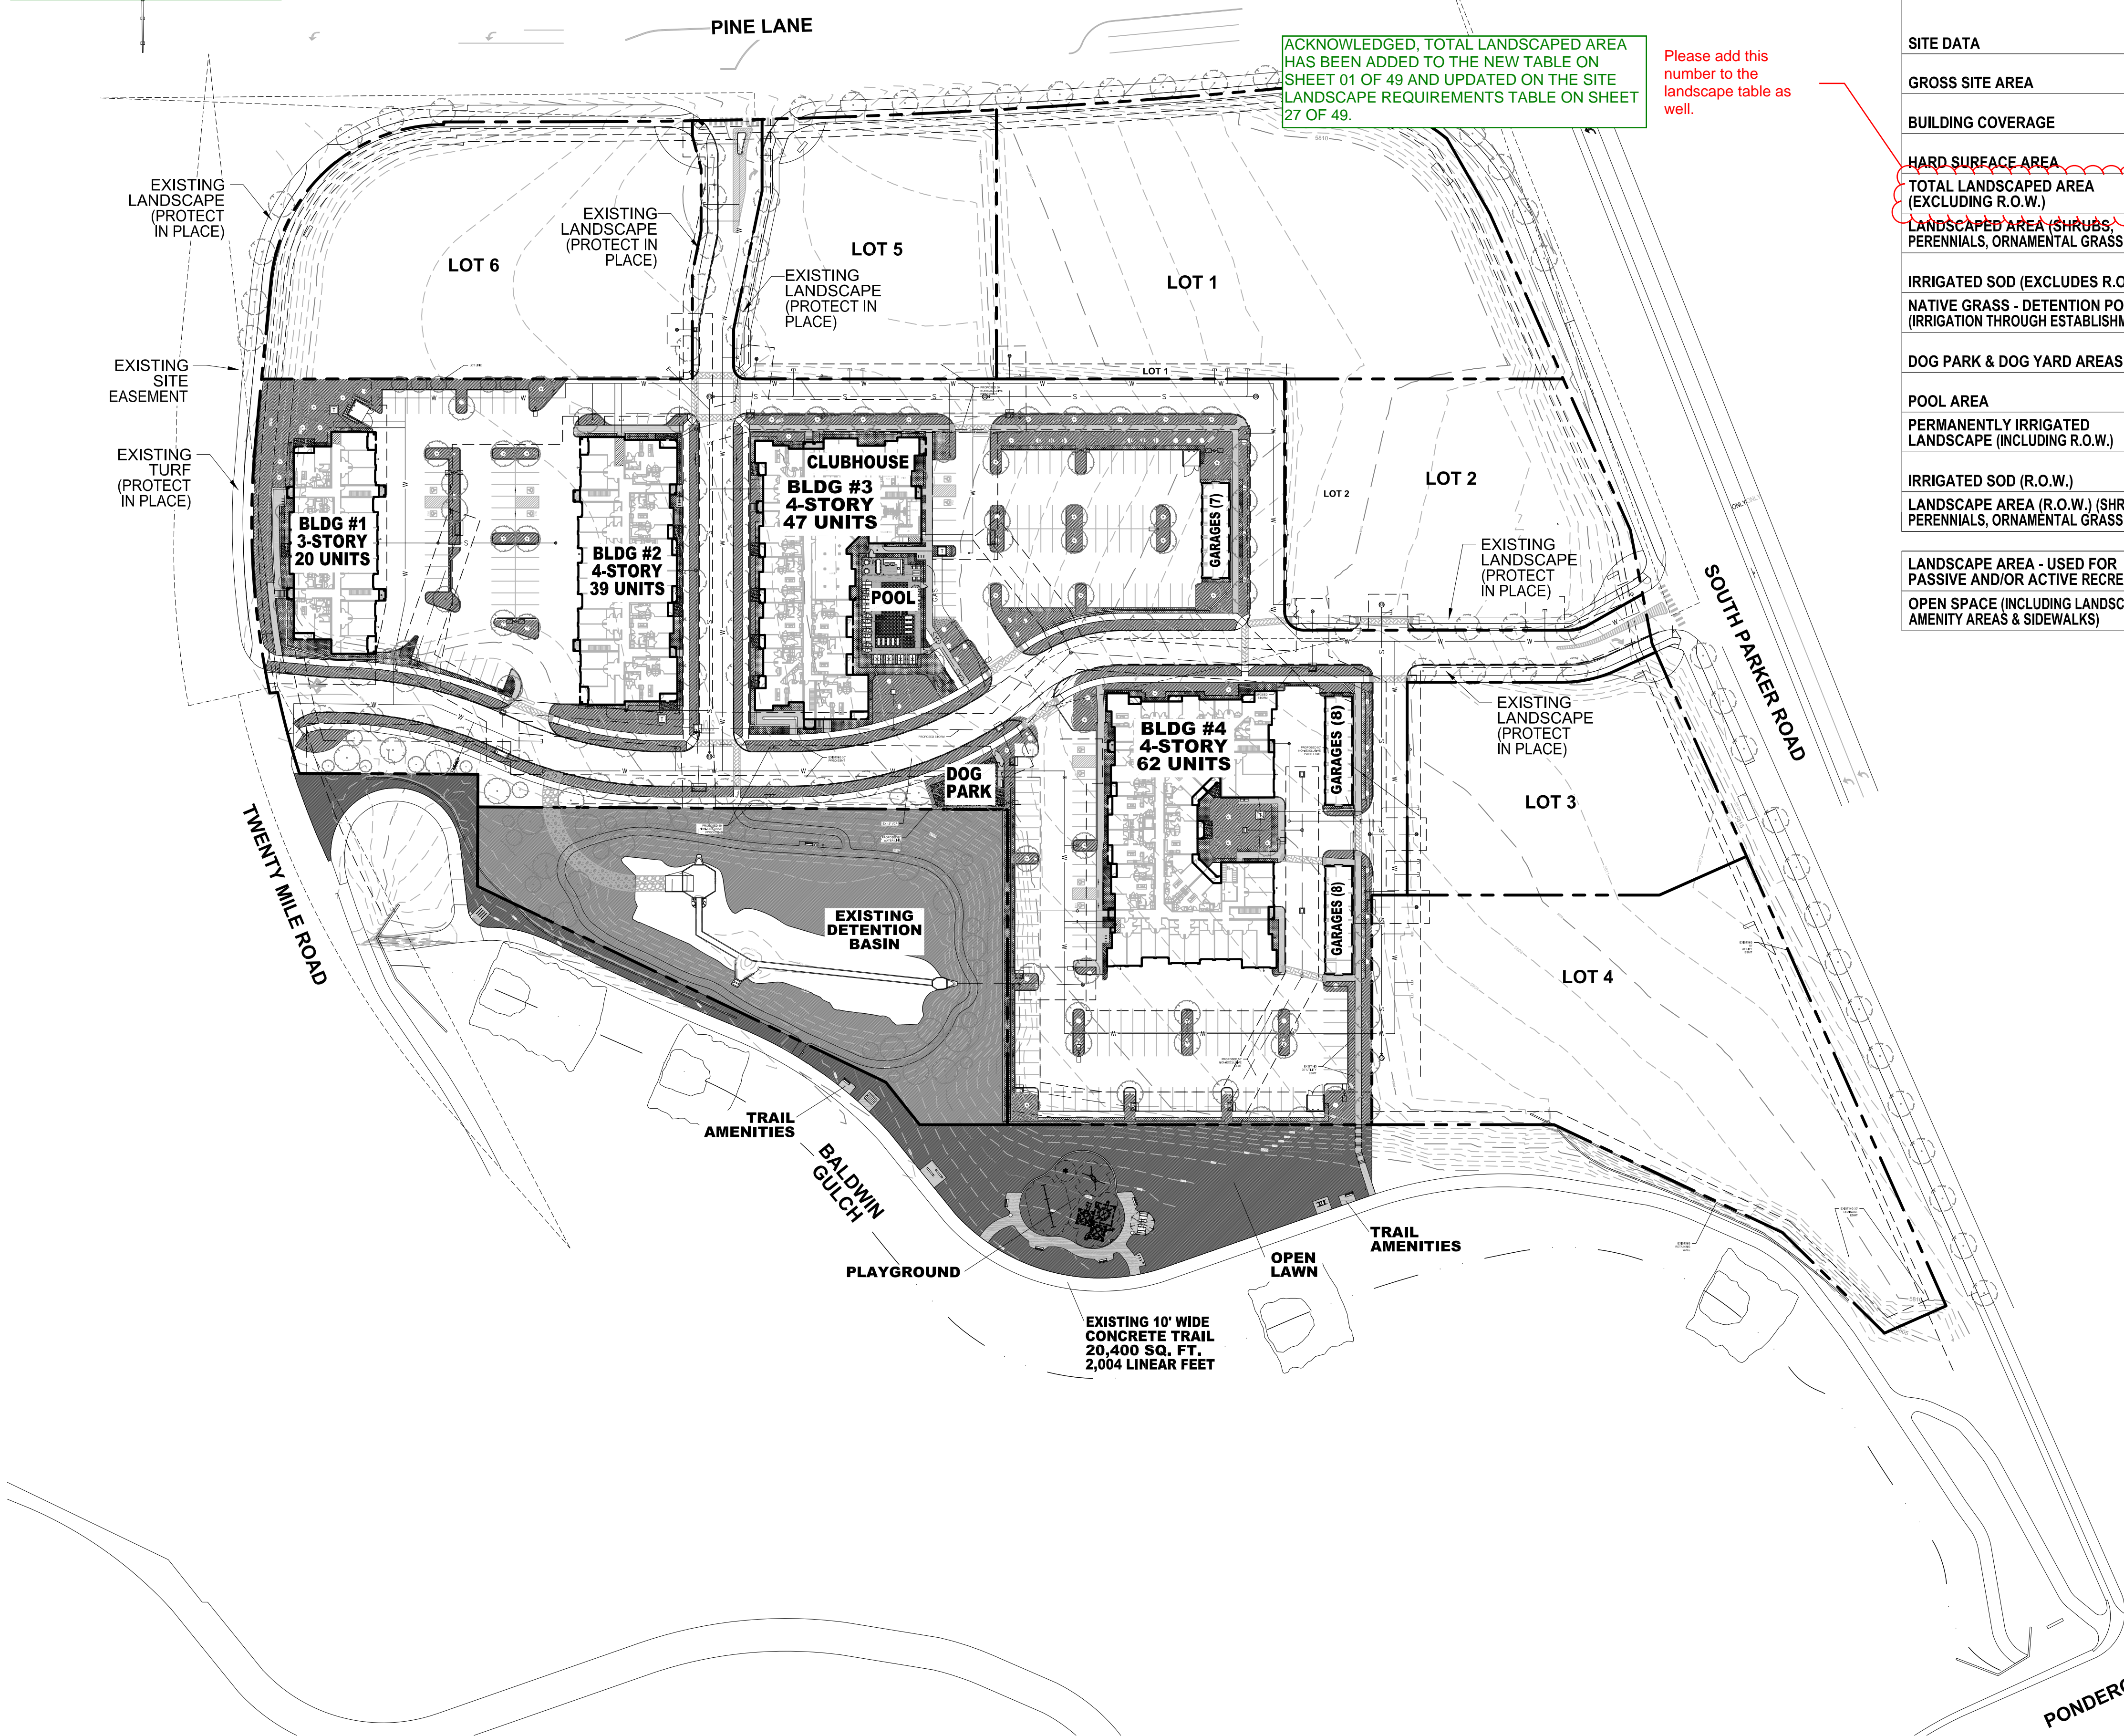 PINE LANE
ACKNOWLEDGED, TOTAL LANDSCAPED AREA
HAS BEEN ADDED TO THE NEW TABLE ON
SHEET 01 OF 49 AND UPDATED ON THE SITE
LANDSCAPE REQUIREMENTS TABLE ON SHEET
27 OF 49.
Please add this
number to the
landscape table as
well.
SITE DATA
GROSS SITE AREA
BUILDING COVERAGE
HARD SURFACE AREA
TOTAL LANDSCAPED AREA
(EXCLUDING R.O.W.)
LANDSCAPED AREA (SHRUBS,
PERENNIALS, ORNAMENTAL GRASS
IRRIGATED SOD (EXCLUDES R.O
NATIVE GRASS - DETENTION PO
(IRRIGATION THROUGH ESTABLISHM
DOG PARK & DOG YARD AREAS
POOL AREA
PERMANENTLY IRRIGATED
LANDSCAPE (INCLUDING R.O.W.)
IRRIGATED SOD (R.O.W.)
LANDSCAPE AREA (R.O.W.) (SHR
PERENNIALS, ORNAMENTAL GRASS
LANDSCAPE AREA - USED FOR
PASSIVE AND/OR ACTIVE RECRE
OPEN SPACE (INCLUDING LANDSC
AMENITY AREAS & SIDEWALKS)
5810
EXISTING
LANDSCAPE
(PROTECT
IN PLACE)
EXISTING
LANDSCAPE
(PROTECT IN
PLACE)
LOT 6
LOT 5
EXISTING
LANDSCAPE
(PROTECT IN
PLACE)
LOT 1
EXISTING
SITE
EASEMENT
LOT 1
EXISTING
TURF
(PROTECT
IN PLACE)
CLUBHOUSE
BLDG #3
4-STORY
47 UNITS
BLDG #1
3-STORY
20 UNITS
BLDG #2
4-STORY
39 UNITS
POOL
GAS
GARAGES (7)
LOT 2
LOT 2
ONLY
ONLY
EXISTING
LANDSCAPE
(PROTECT
IN PLACE)
SOUTH PARKER ROAD
EXISTING
LANDSCAPE
(PROTECT
IN PLACE)
BLDG #4
4-STORY
62 UNITS
GARAGES (8)
GARAGES (8)
DOG
PARK
LOT 3
TWENTY MILE ROAD
EXISTING
DETENTION
BASIN
LOT 4
TRAIL
AMENITIES
BALDWIN
GULCH
PLAYGROUND
OPEN
LAWN
TRAIL
AMENITIES
EXISTING 10' WIDE
CONCRETE TRAIL
20,400 SQ. FT.
2,004 LINEAR FEET
5810
PONDERO